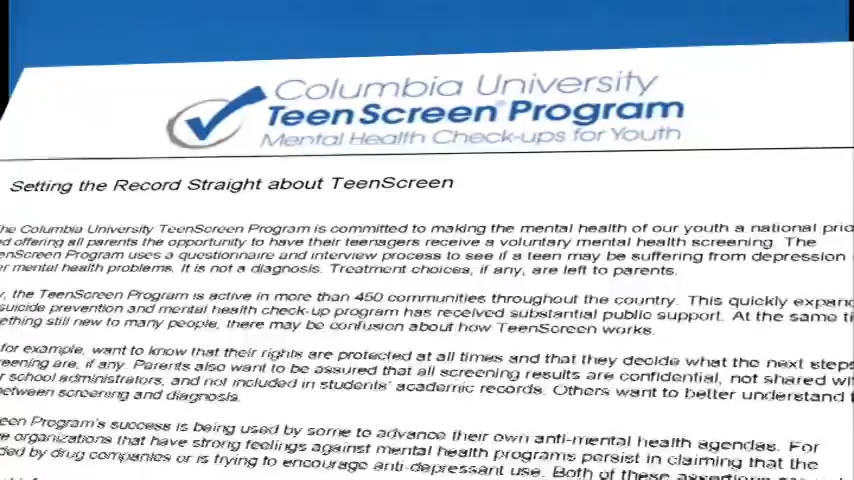 Columbia University
TeenScreen® Program
Mental Health Check-ups for Youth
Setting the Record Straight about TeenScreen
he Columbia University TeenScreen Program is committed to making the mental health of our youth a national prio
d offering all parents the opportunity to have their teenagers receive a voluntary mental health screening. The
enScreen Program uses a questionnaire and interview process to see if a teen may be suffering from depression
r mental health problems. It is not a diagnosis. Treatment choices, if any, are left to parents.
y, the TeenScreen Program is active in more than 450 communities throughout the country. This quickly expand
suicide prevention and mental health check-up program has received substantial public support. At the same ti
ething still new to many people, there may be confusion about how TeenScreen works.
for example, want to know that their rights are protected at all times and that they decide what the next steps
reening are, if any. Parents also want to be assured that all screening results are confidential, not shared wi
r school administrators, and not included in students' academic records. Others want to better understand t
etween screening and diagnosis.
een Program's success is being used by some to advance their own anti-mental health agendas. For
e organizations that have strong feelings against mental health programs persist in claiming that the
ded by drug companies or is trying to encourage anti-depressant use. Both of these assertions